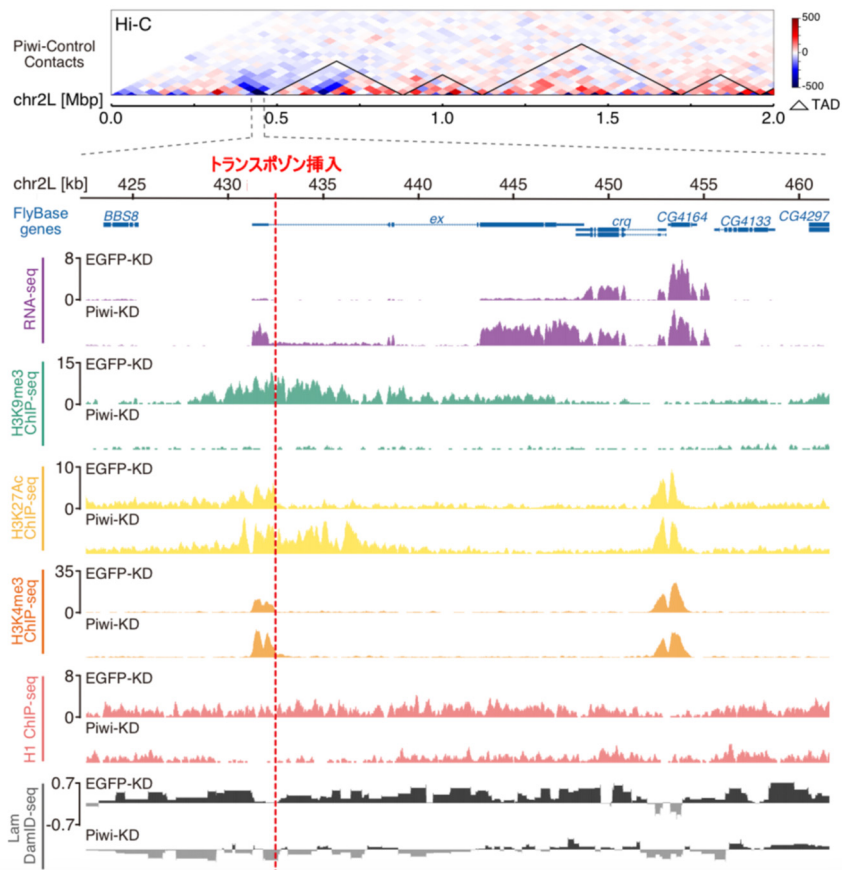 Hi-C
Piwi-Control
Contacts
500
0
-500
TAD
chr2L [Mbp]
0.0 0.5 1.0 1.5 2.0
トランスポゾン挿入
chr2L [kb] 425 430 435 440 445 450 455 460
FlyBase
genes
BBS8 ex crq CG4164 CG4133 CG4297
RNA-seq
8
0
EGFP-KD
Piwi-KD
H3K9me3
ChIP-seq
15
0
EGFP-KD
Piwi-KD
H3K27Ac
ChIP-seq
10
0
EGFP-KD
Piwi-KD
H3K4me3
ChIP-seq
35
0
EGFP-KD
Piwi-KD
H1 ChIP-seq
8
0
EGFP-KD
Piwi-KD
Lam
DamID-seq
0.7
-0.7
EGFP-KD
Piwi-KD